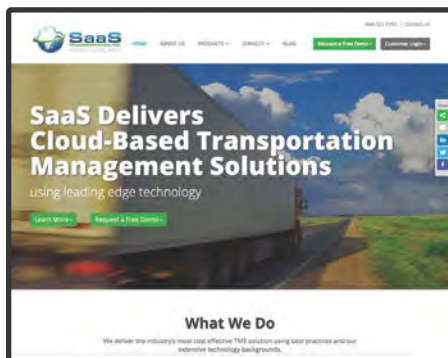 Contact Us
SaaS
HOME ABOUT US PRODUCTS SERVICES BLOG Request a Free Demo Customer Login
SaaS Delivers
Cloud-Based Transportation
Management Solutions
using leading edge technology
Learn More Request a Free Demo
What We Do
We deliver the industry's most cost effective TMS solution using best practices and our
extensive technology backgrounds.